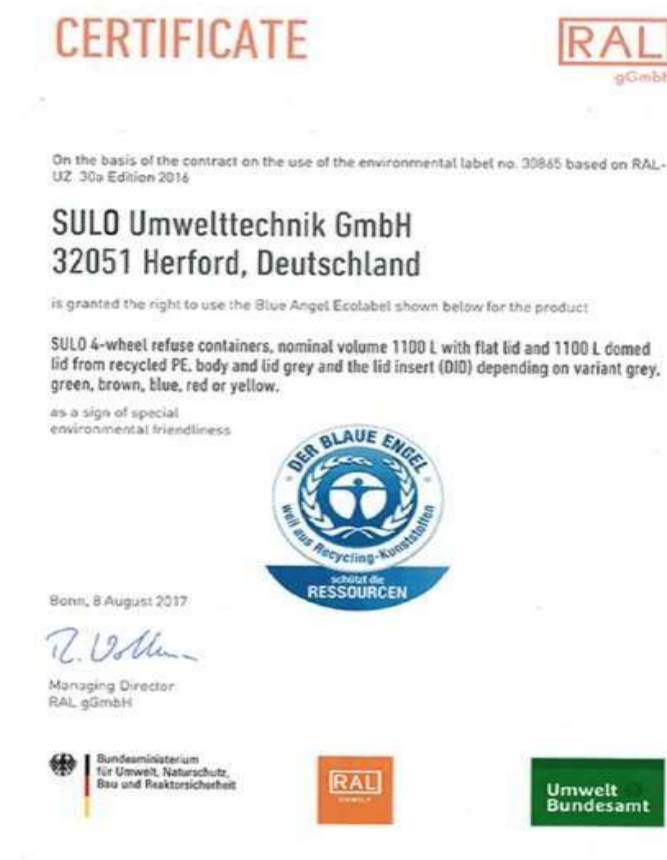 CERTIFICATE
RAL
gGmbH
On the basis of the contract on the use of the environmental label no. 30865 based on RAL-
UZ 30a Edition 2016
SULO Umwelttechnik GmbH
32051 Herford, Deutschland
is granted the right to use the Blue Angel Ecolabel shown below for the product
SULO 4-wheel refuse containers, nominal volume 1100 L with flat lid and 1100 L domed
lid from recycled PE, body and lid grey and the lid insert (DID) depending on variant grey,
green, brown, blue, red or yellow.
as a sign of special
environmental friendliness
DER BLAUE ENGEL
weil aus Recycling-Kunststoffen
schützt die
RESSOURCEN
Bonn, 8 August 2017
Managing Director
RAL gGmbH
Bundesministerium
für Umwelt, Naturschutz,
Bau und Reaktorsicherheit
RAL
UMWELT
Umwelt
Bundesamt